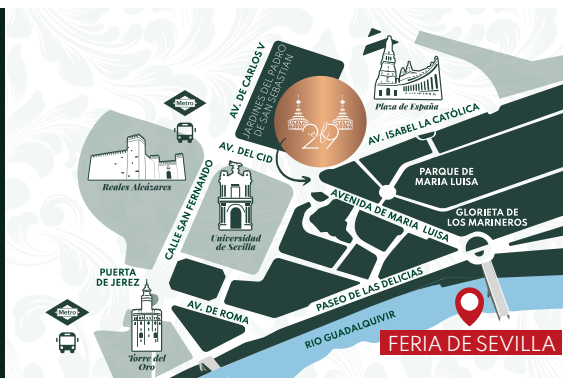 AV. DE CARLOS V
JARDINES DEL PADRO
DE SAN SEBASTIÁN
Plaza de España
AV. ISABEL LA CATÓLICA
Metro
AV. DEL CID
29
PARQUE DE
MARIA LUISA
Reales Alcázares
CALLE SAN FERNANDO
AVENIDA DE MARIA LUISA
GLORIETA DE
LOS MARINEROS
Universidad
de Sevilla
PUERTA
DE JEREZ
PASEO DE LAS DELICIAS
Metro
AV. DE ROMA
RIO GUADALQUIVIR
FERIA DE SEVILLA
Torre del
Oro